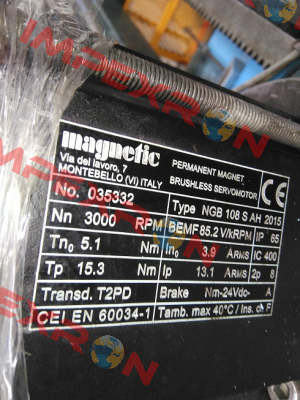 IMPEXRON
magnetic
Via del lavoro, 7
MONTEBELLO (VI) ITALY
PERMANENT MAGNET
BRUSHLESS SERVOMOTOR
No. 035332
Type NGB 108 S AH 2015
Nn 3000 RPM BEMF 85.2 V/kRPM IP 65
Tn0 5.1 Nm In 3.9 ARMS IC 400
Tp 15.3 Nm Ip 13.1 ARMS 2p 8
Transd. T2PD Brake Nm-24Vdc- A
CEI EN 60034-1 Tamb. max 40°C / Ins. cl. F